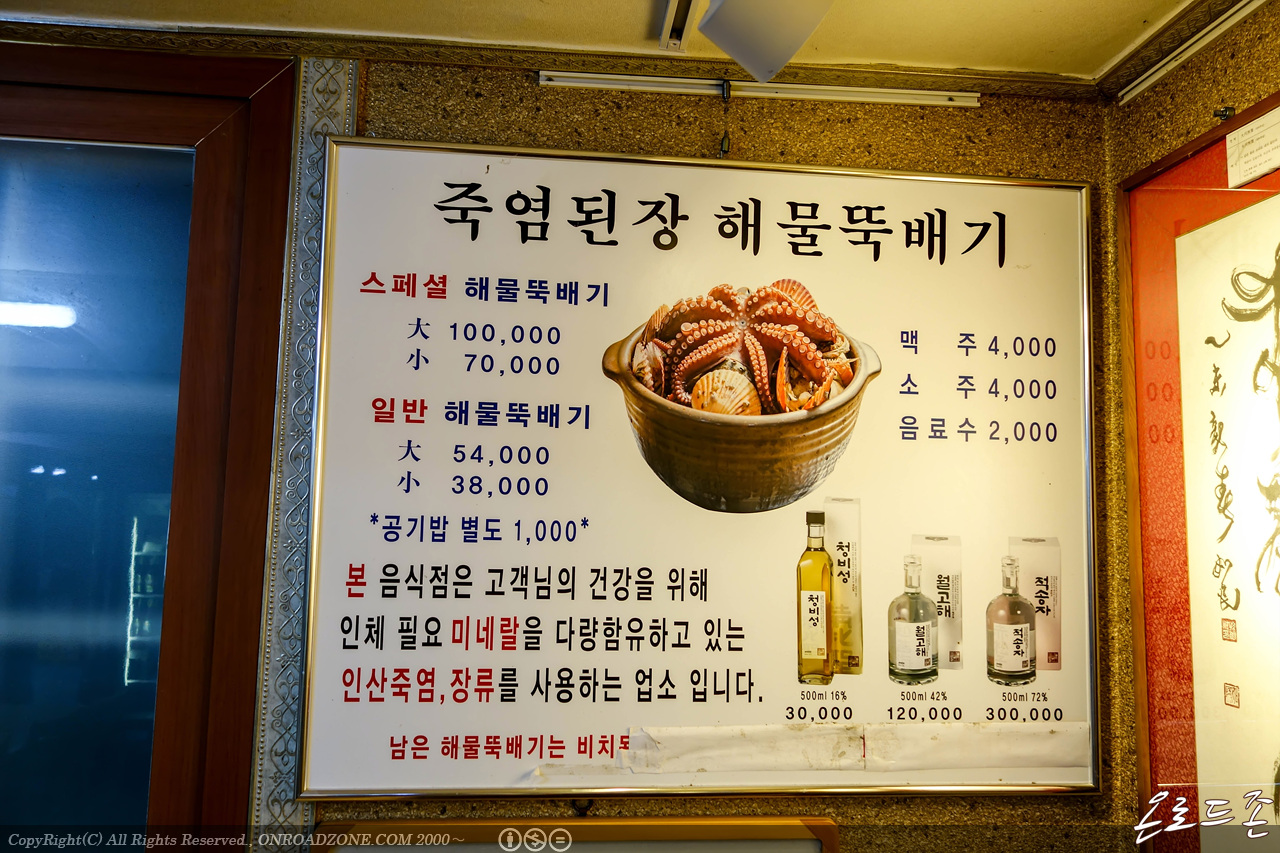 죽염된장 해물뚝배기
스페셜 해물뚝배기
大 100,000
小 70,000
일반 해물뚝배기
大 54,000
小 38,000
*공기밥 별도 1,000*
맥 주 4,000
소 주 4,000
음료수 2,000
본 음식점은 고객님의 건강을 위해
인체 필요 미네랄을 다량함유하고 있는
인산죽염,장류를 사용하는 업소 입니다.
남은 해물뚝배기는 비치
청비성
청비성
월고해
월고해
적송자
적송자
500ml 16%
30,000
500ml 42%
120,000
500ml 72%
300,000
CopyRight(C) All Rights Reserved., ONROADZONE.COM 2000~
온로드존